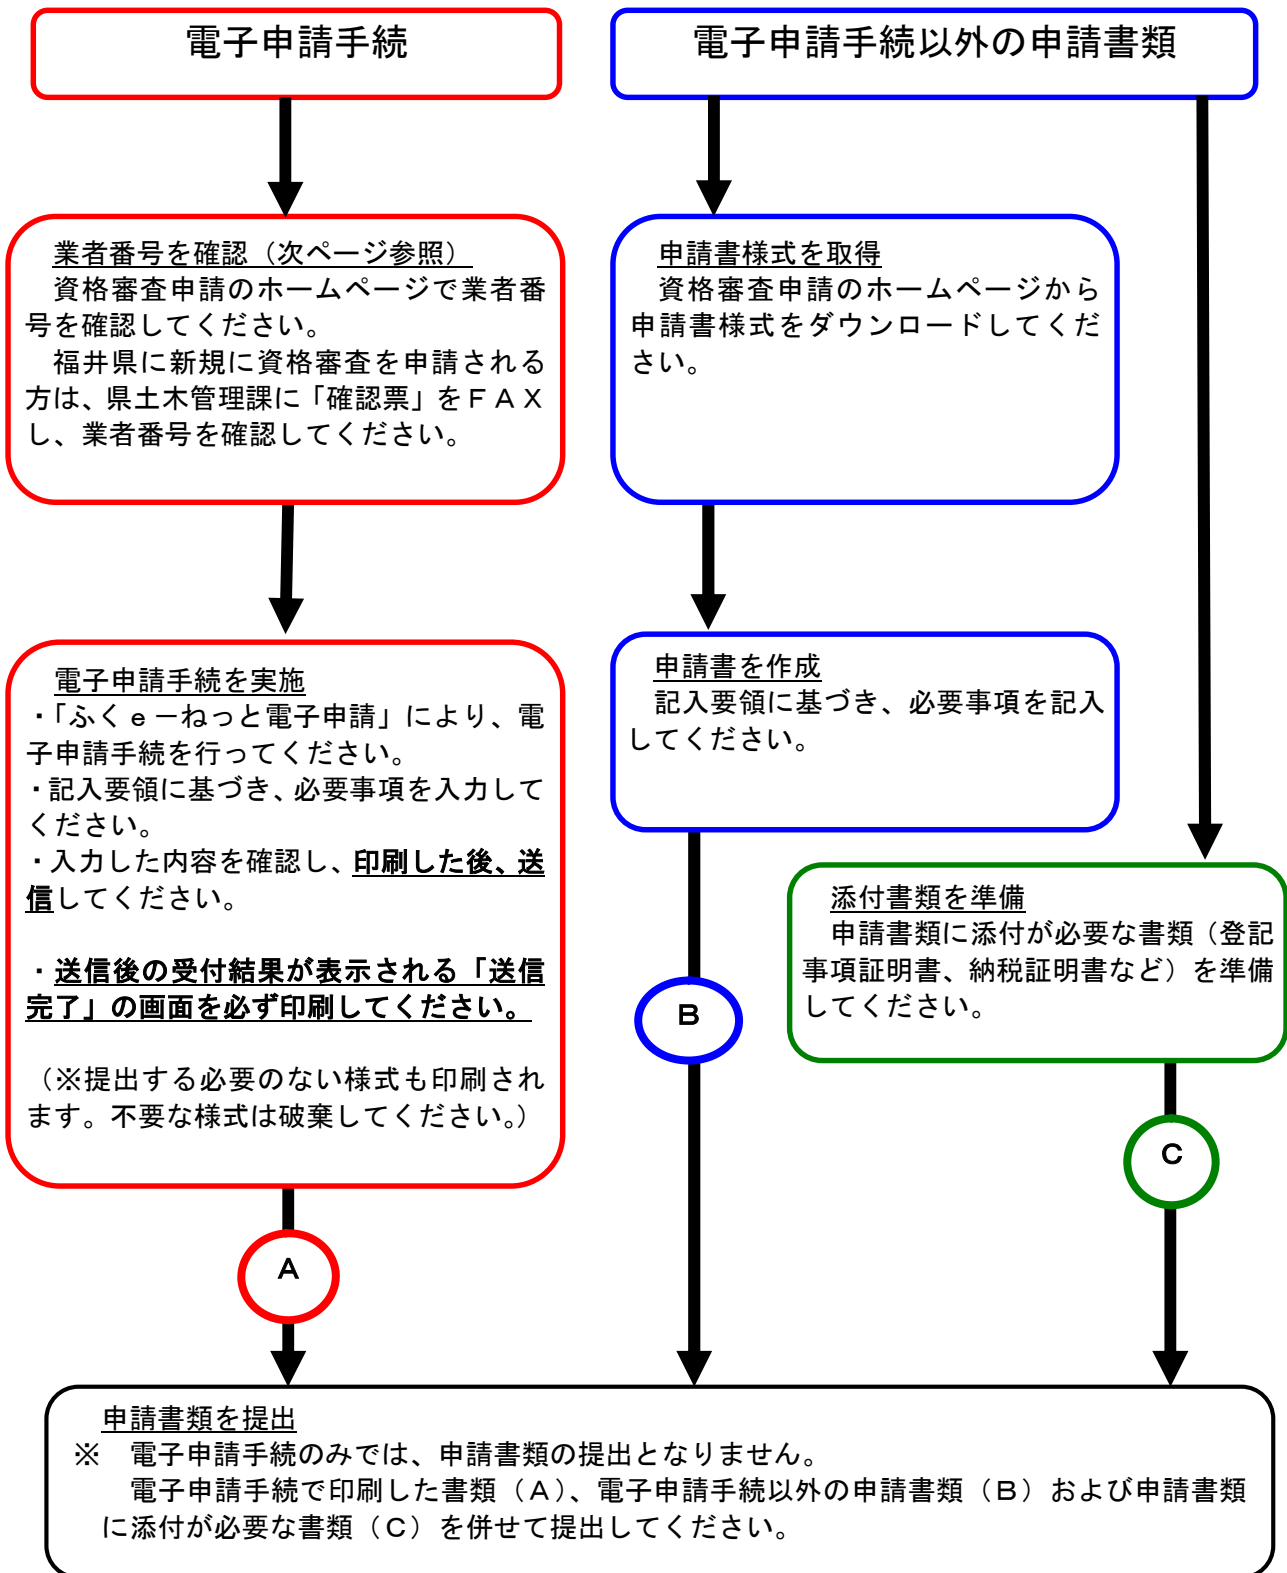 電子申請手続
電子申請手続以外の申請書類
業者番号を確認（次ページ参照）
資格審査申請のホームページで業者番
号を確認してください。
福井県に新規に資格審査を申請される
方は、県土木管理課に「確認票」をＦＡＸ
し、業者番号を確認してください。
申請書様式を取得
資格審査申請のホームページから
申請書様式をダウンロードしてくだ
さい。
電子申請手続を実施
・「ふくｅーねっと電子申請」により、電
子申請手続を行ってください。
・記入要領に基づき、必要事項を入力して
ください。
・入力した内容を確認し、印刷した後、送
信してください。
・送信後の受付結果が表示される「送信
完了」の画面を必ず印刷してください。
（※提出する必要のない様式も印刷され
ます。不要な様式は破棄してください。）
申請書を作成
記入要領に基づき、必要事項を記入
してください。
添付書類を準備
申請書類に添付が必要な書類（登記
事項証明書、納税証明書など）を準備
してください。
Ｂ
Ｃ
Ａ
申請書類を提出
※　電子申請手続のみでは、申請書類の提出となりません。
電子申請手続で印刷した書類（Ａ）、電子申請手続以外の申請書類（Ｂ）および申請書類
に添付が必要な書類（Ｃ）を併せて提出してください。